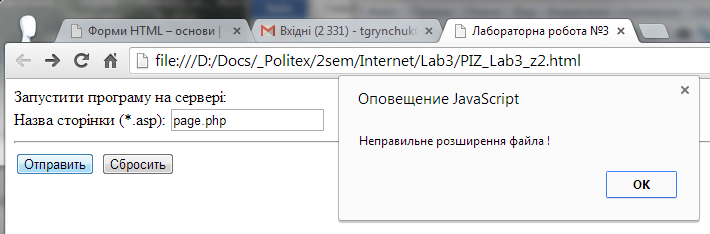 Форми HTML – основи |
Вхідні (2 331) - tgrynchuk
Лабораторна робота №3
file:///D:/Docs/_Politex/2sem/Internet/Lab3/PIZ_Lab3_z2.html
Запустити програму на сервері:
Назва сторінки (*.asp): page.php
Отправить Сбросить
Оповещение JavaScript
Неправильне розширення файла !
ОК